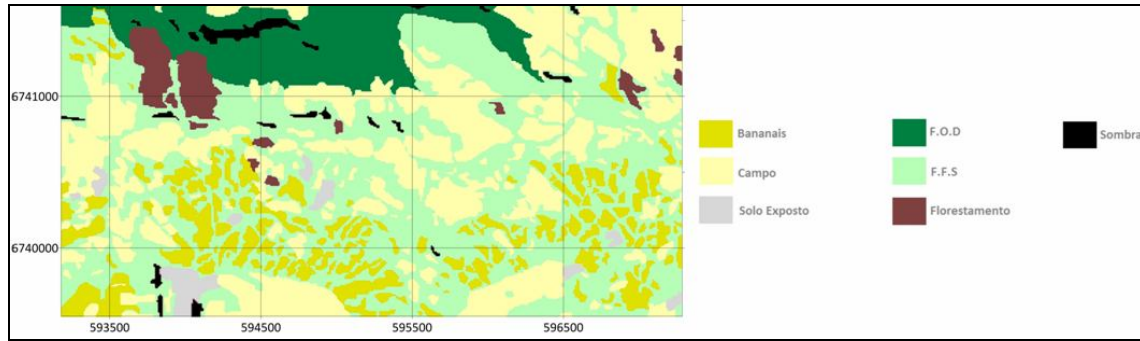 6741000
6740000
593500 594500 595500 596500
Bananais F.O.D Sombra
Campo F.F.S
Solo Exposto Florestamento